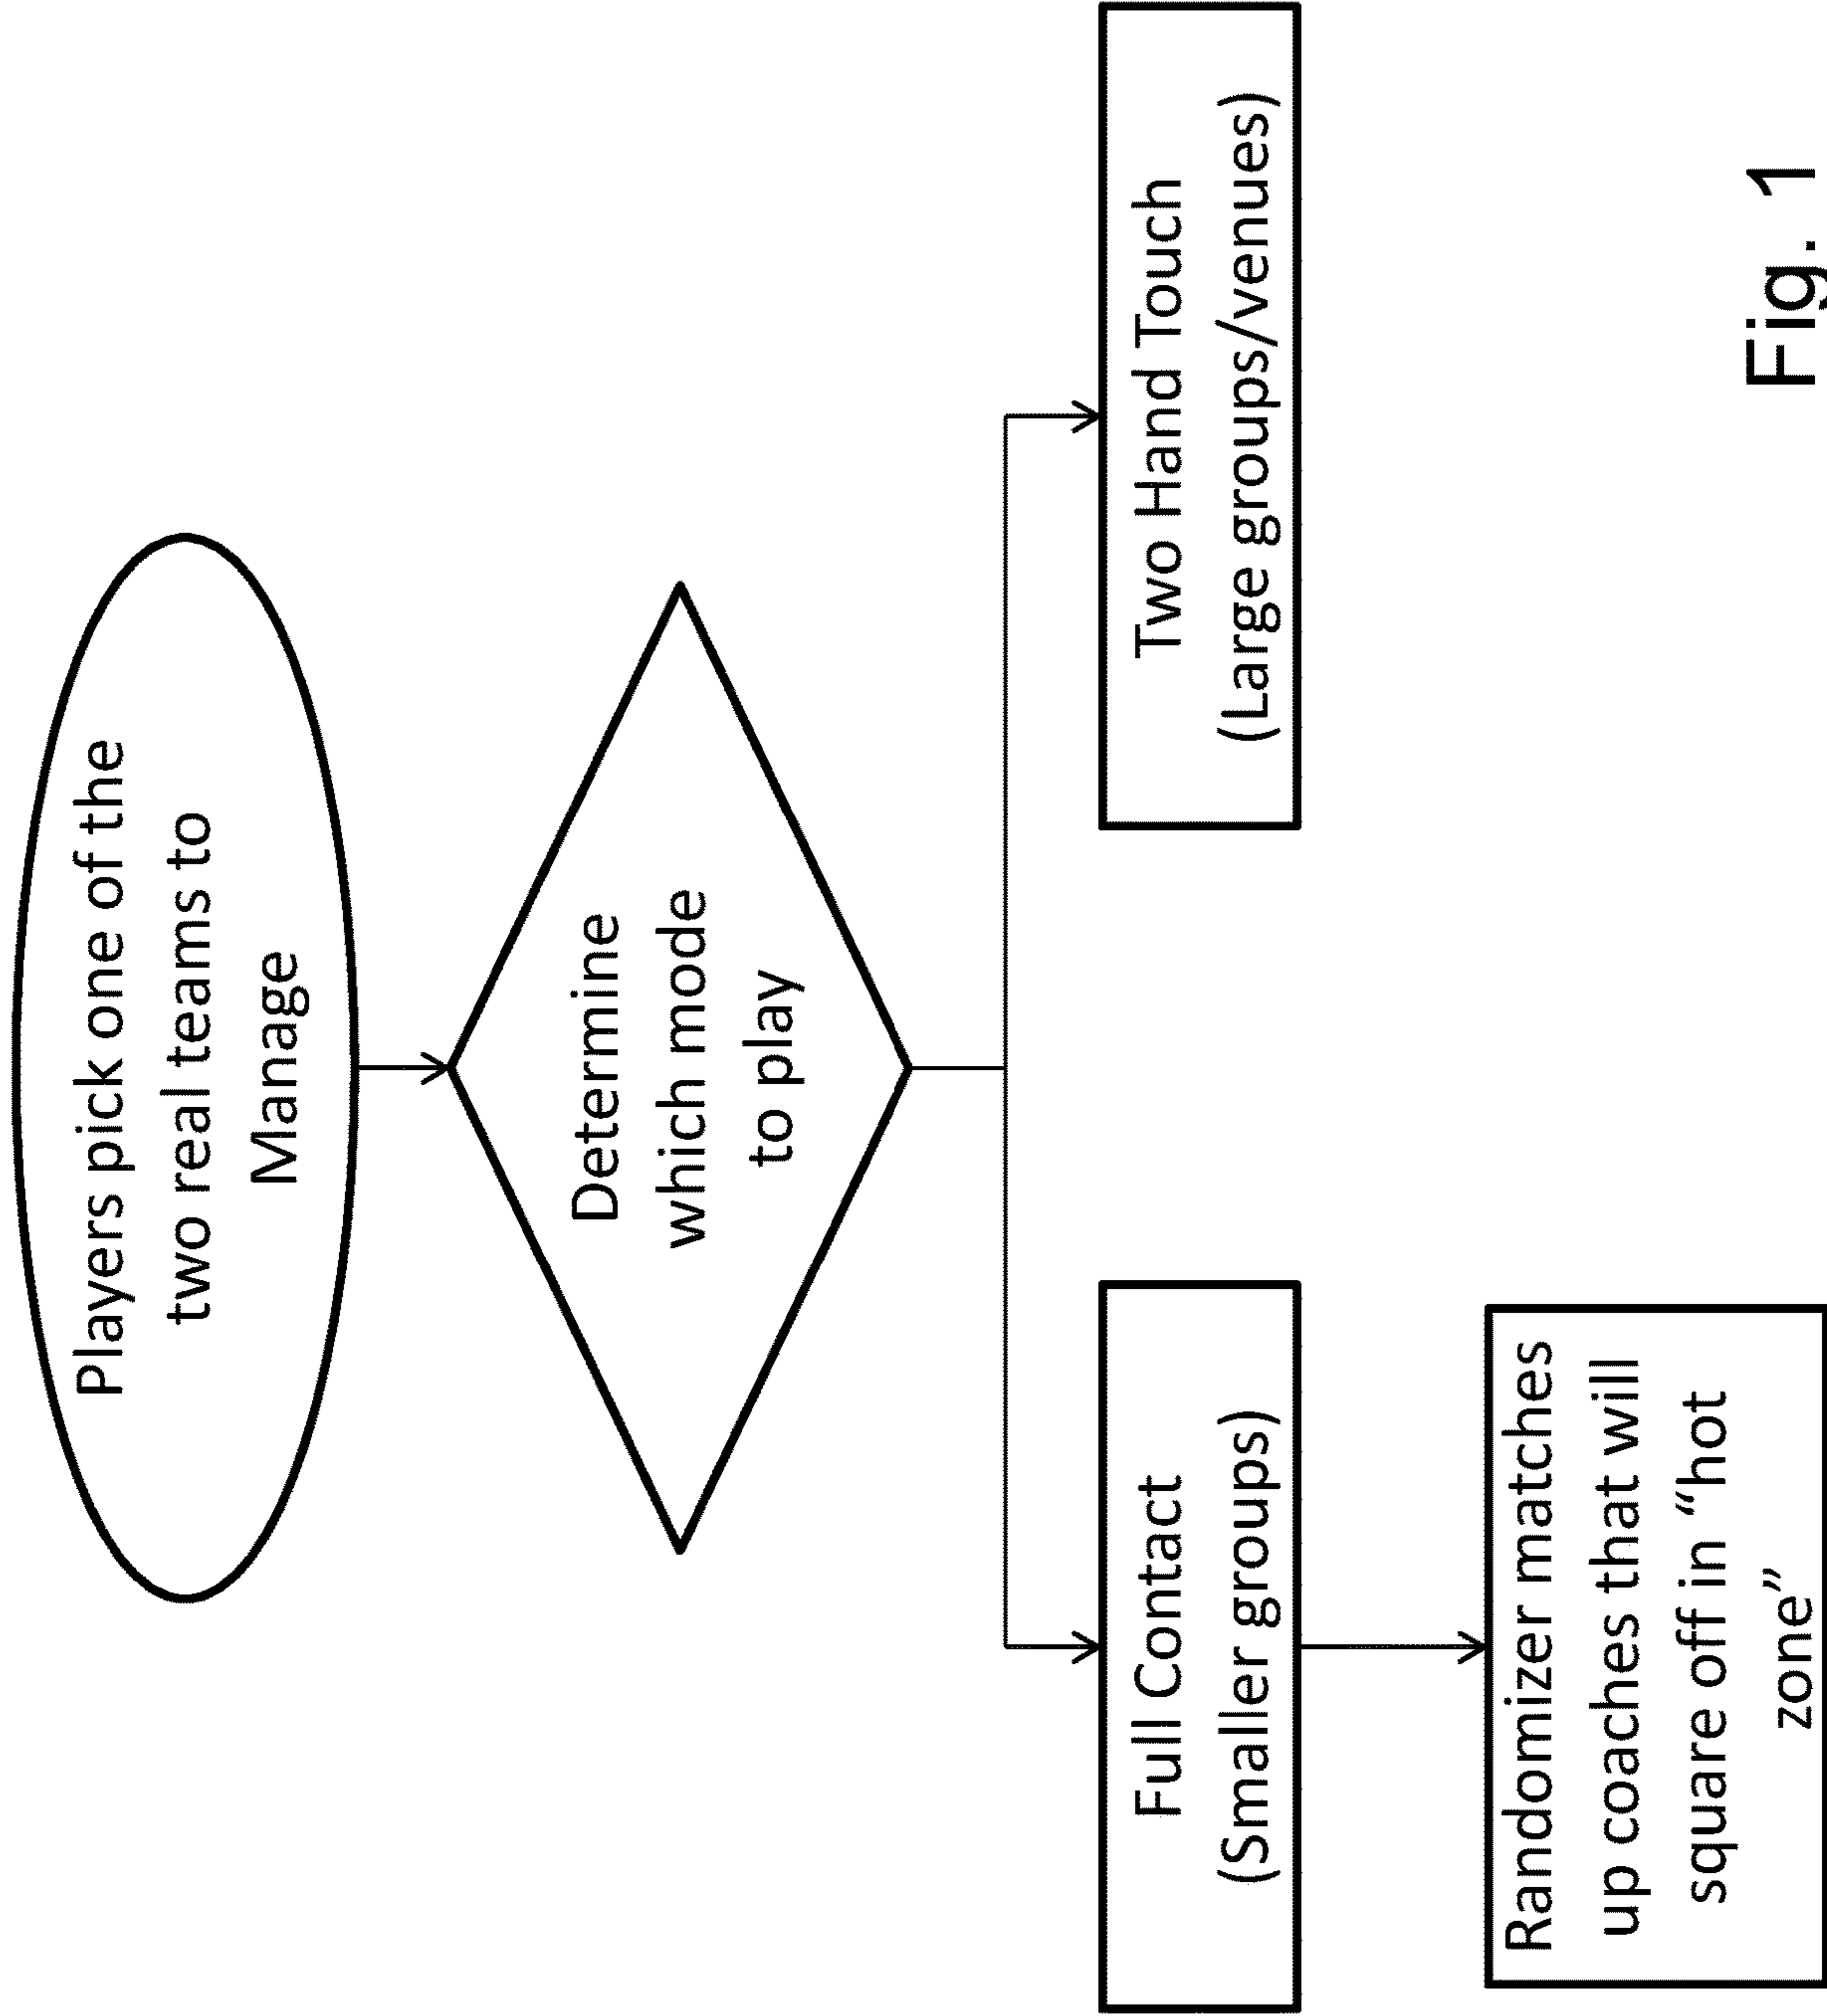 Players pick one of the
two real teams to
Manage
Determine
which mode
to play
Full Contact
(Smaller groups)
Two Hand Touch
(Large groups/venues)
Randomizer matches
up coaches that will
square off in “hot
zone”
Fig. 1